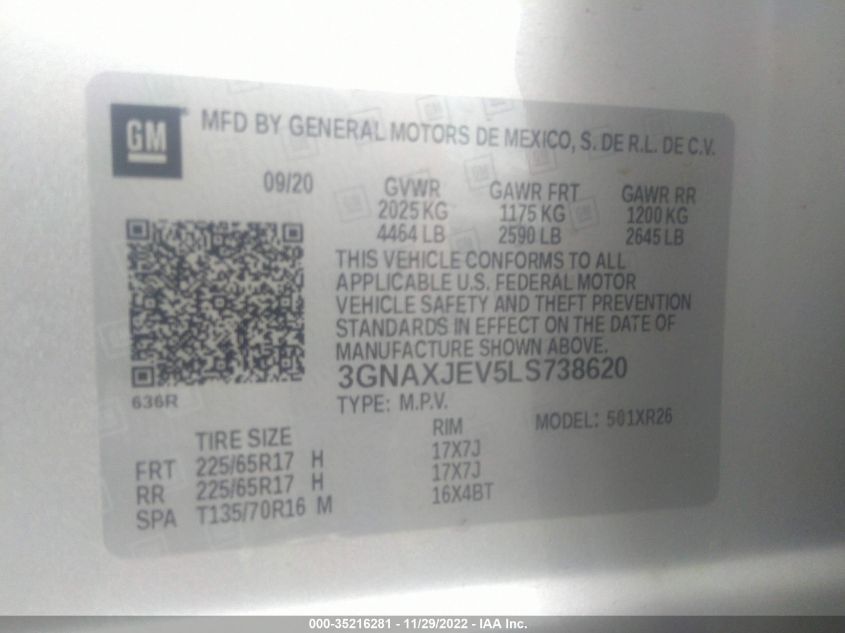 GM
MFD BY GENERAL MOTORS DE MEXICO, S. DE R.L. DE C.V.
09/20 GVWR GAWR FRT GAWR RR
2025 KG 1175 KG 1200 KG
4464 LB 2590 LB 2645 LB
THIS VEHICLE CONFORMS TO ALL
APPLICABLE U.S. FEDERAL MOTOR
VEHICLE SAFETY AND THEFT PREVENTION
STANDARDS IN EFFECT ON THE DATE OF
MANUFACTURE SHOWN ABOVE.
3GNAXJEV5LS738620
636R TYPE: M.P.V. MODEL: 501XR26
TIRE SIZE RIM
FRT 225/65R17 H 17X7J
RR 225/65R17 H 17X7J
SPA T135/70R16 M 16X4BT
000-35216281 - 11/29/2022 - IAAI.COM